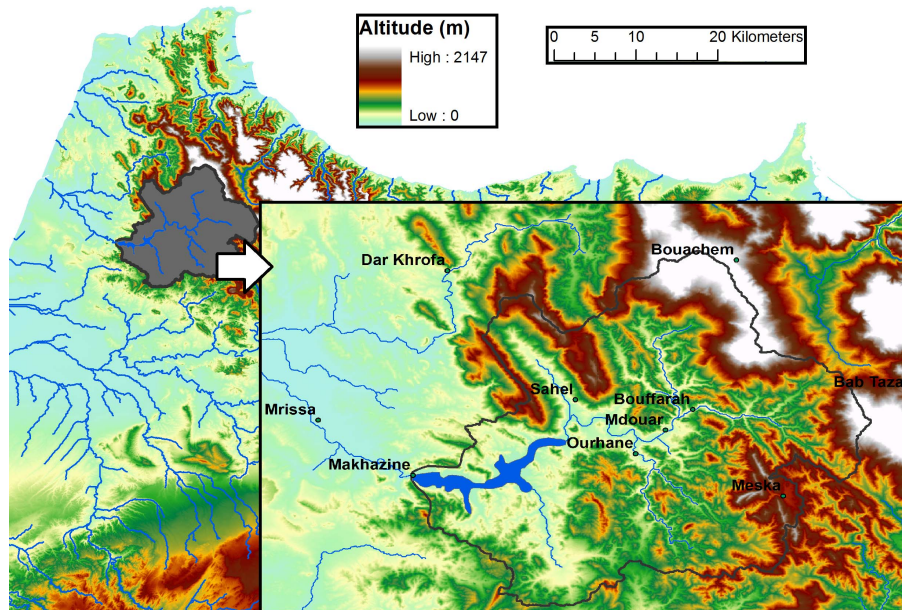 Altitude (m)
High : 2147
Low : 0
0 5 10 20 Kilometers
Bouachem
Dar Khrofa
Bab Taza
Sahel
Bouffarah
Mrissa
Mdouar
Ourhane
Makhazine
Meska